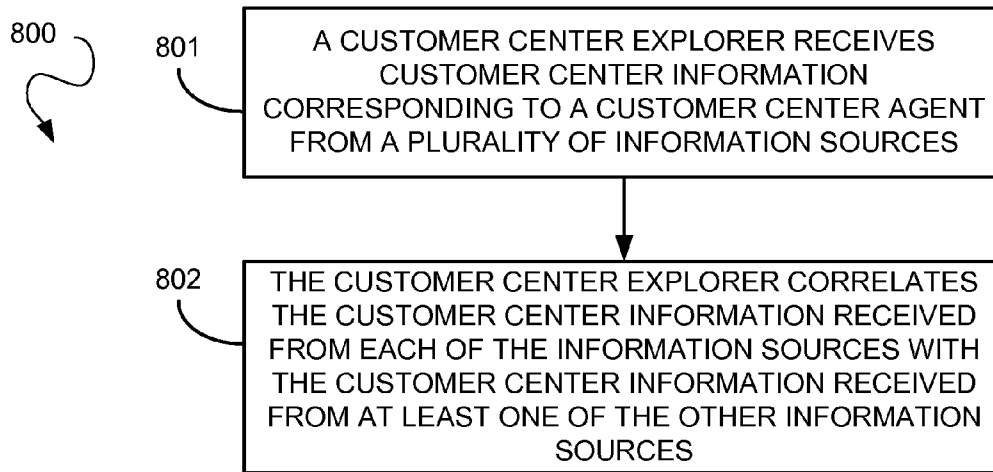 800
801
A CUSTOMER CENTER EXPLORER RECEIVES
CUSTOMER CENTER INFORMATION
CORRESPONDING TO A CUSTOMER CENTER AGENT
FROM A PLURALITY OF INFORMATION SOURCES
802
THE CUSTOMER CENTER EXPLORER CORRELATES
THE CUSTOMER CENTER INFORMATION RECEIVED
FROM EACH OF THE INFORMATION SOURCES WITH
THE CUSTOMER CENTER INFORMATION RECEIVED
FROM AT LEAST ONE OF THE OTHER INFORMATION
SOURCES